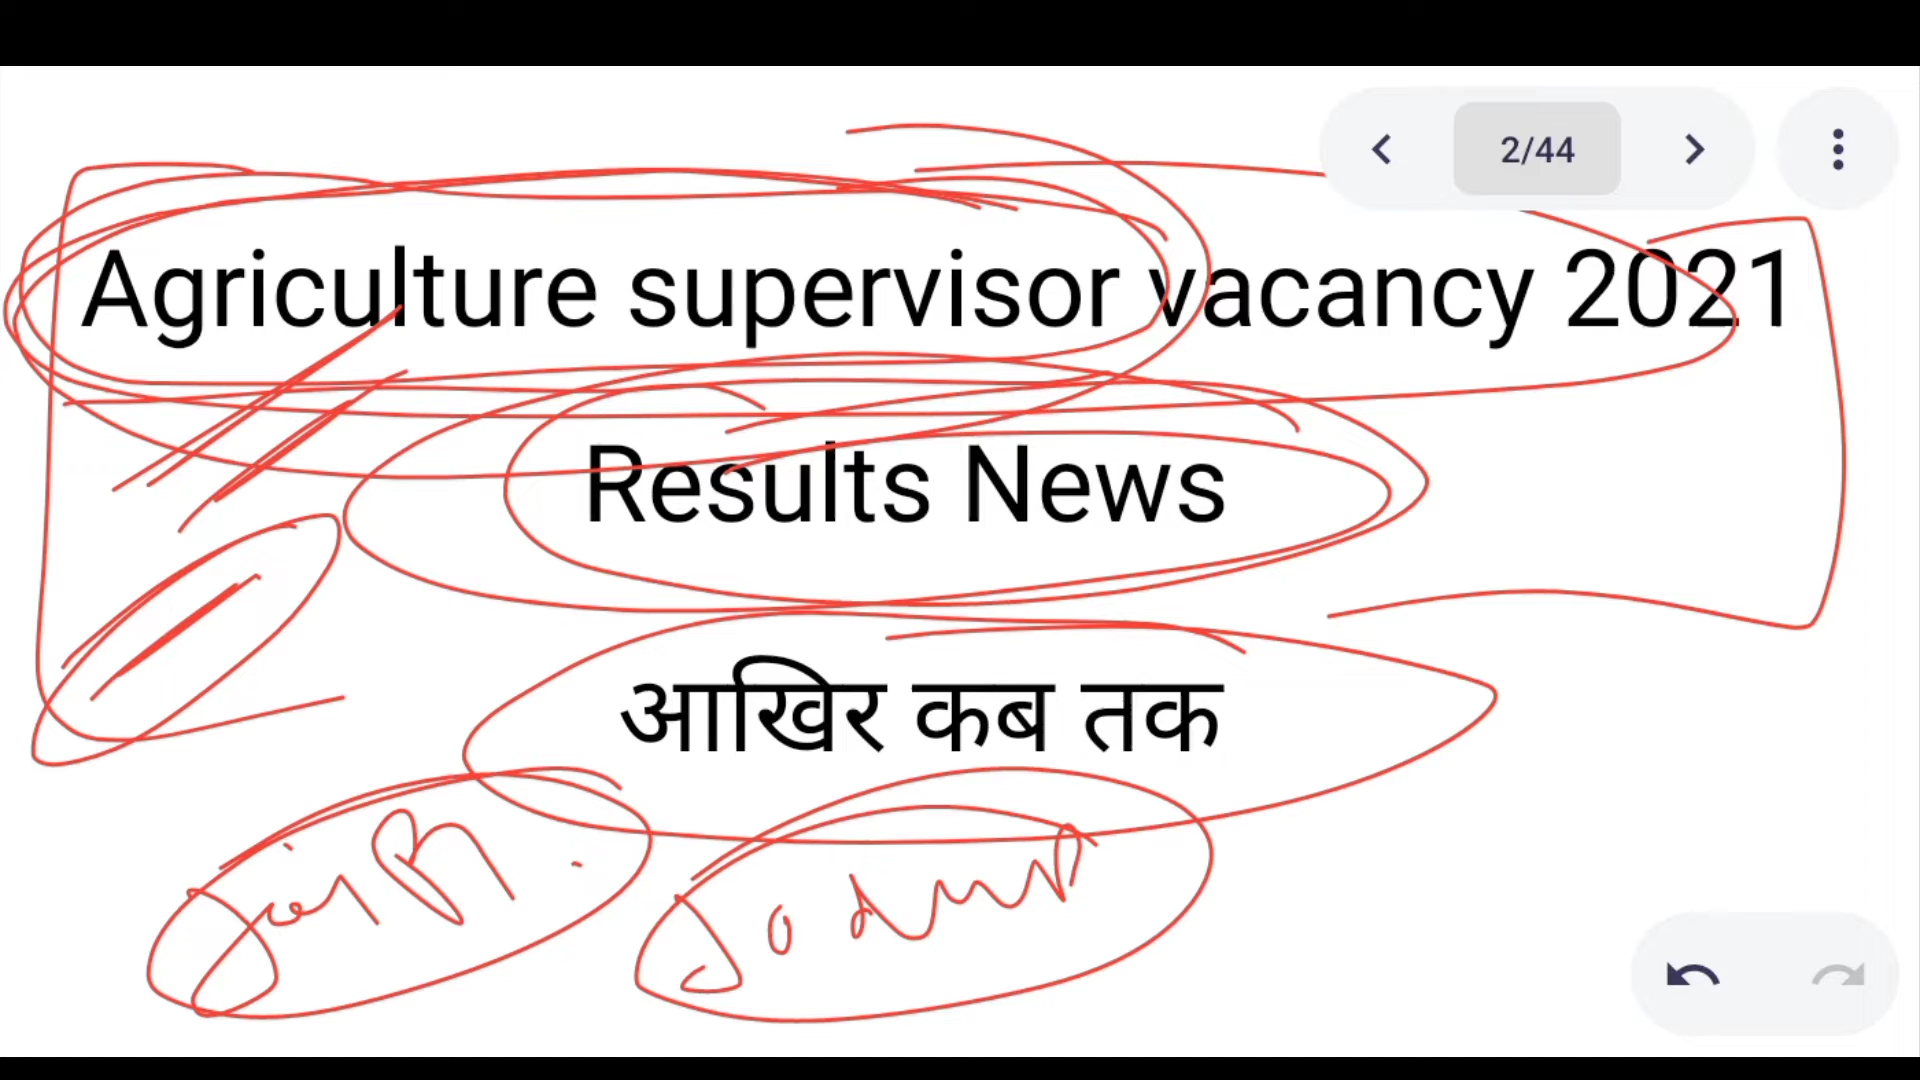 2/44
Agriculture supervisor vacancy 2021
Results News
आखिर कब तक